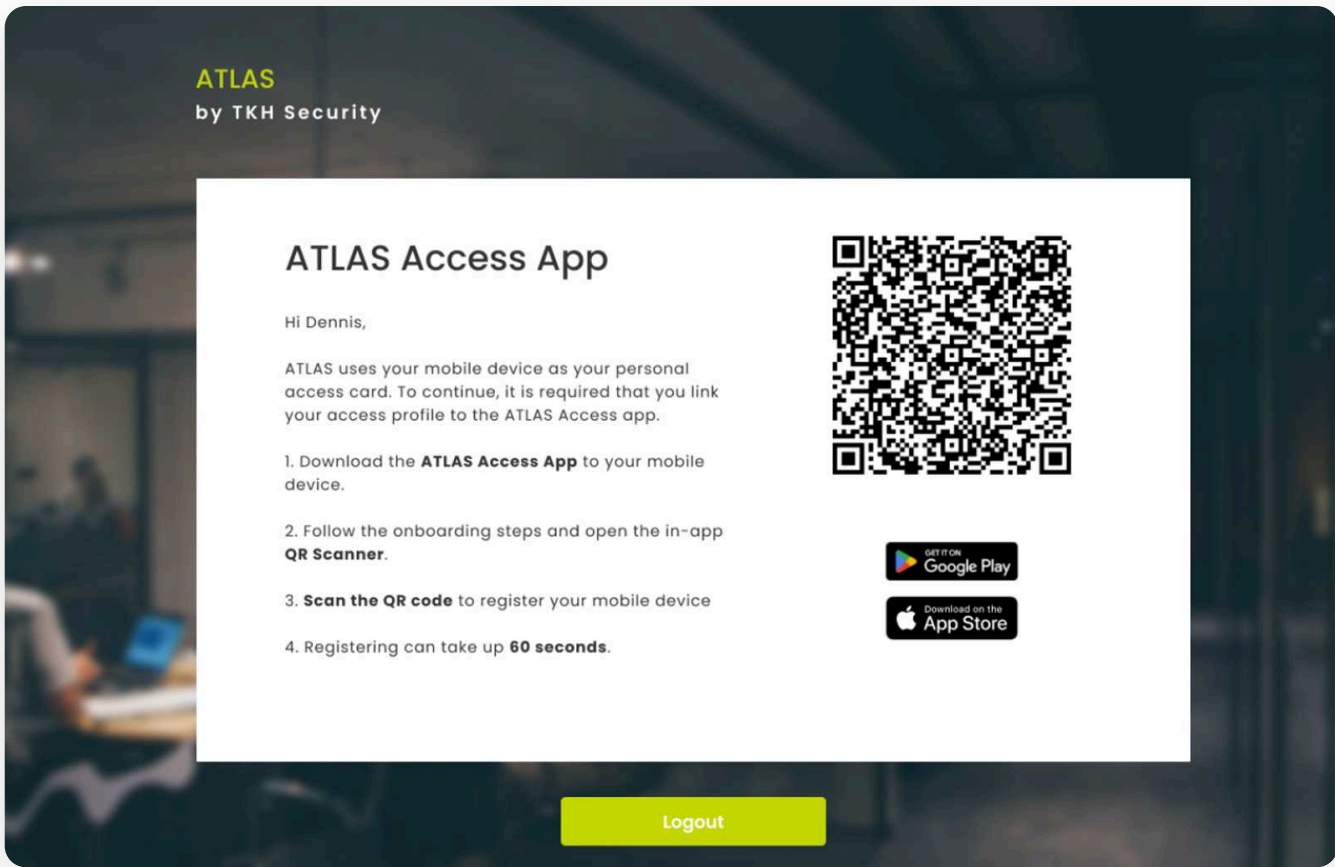 ATLAS
by TKH Security
ATLAS Access App
Hi Dennis,
ATLAS uses your mobile device as your personal
access card. To continue, it is required that you link
your access profile to the ATLAS Access app.
1. Download the ATLAS Access App to your mobile
device.
2. Follow the onboarding steps and open the in-app
QR Scanner.
3. Scan the QR code to register your mobile device
4. Registering can take up 60 seconds.
GET IT ON
Google Play
Download on the
App Store
Logout